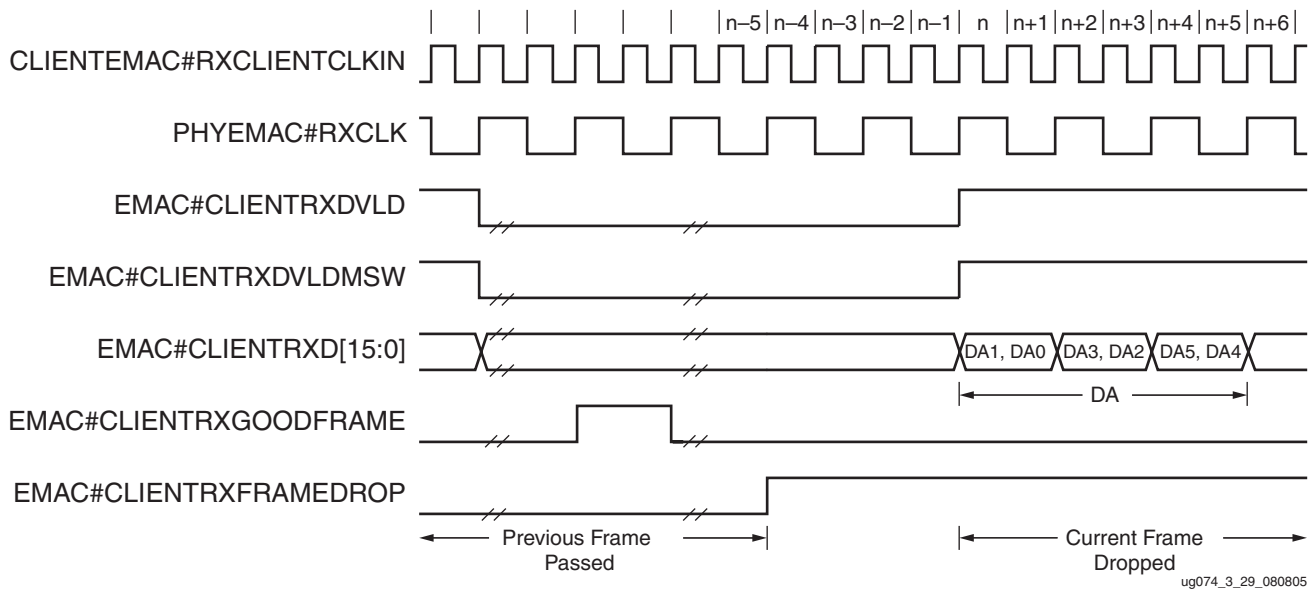 n–5 n–4 n–3 n–2 n–1 n n+1 n+2 n+3 n+4 n+5 n+6
CLIENTEMAC#RXCLIENTCLKIN
PHYEMAC#RXCLK
EMAC#CLIENTRXDVLD
EMAC#CLIENTRXDVLDMSW
EMAC#CLIENTRXD[15:0]
DA1, DA0 DA3, DA2 DA5, DA4
DA
EMAC#CLIENTRXGOODFRAME
EMAC#CLIENTRXFRAMEDROP
Previous Frame
Passed
Current Frame
Dropped
ug074_3_29_080805